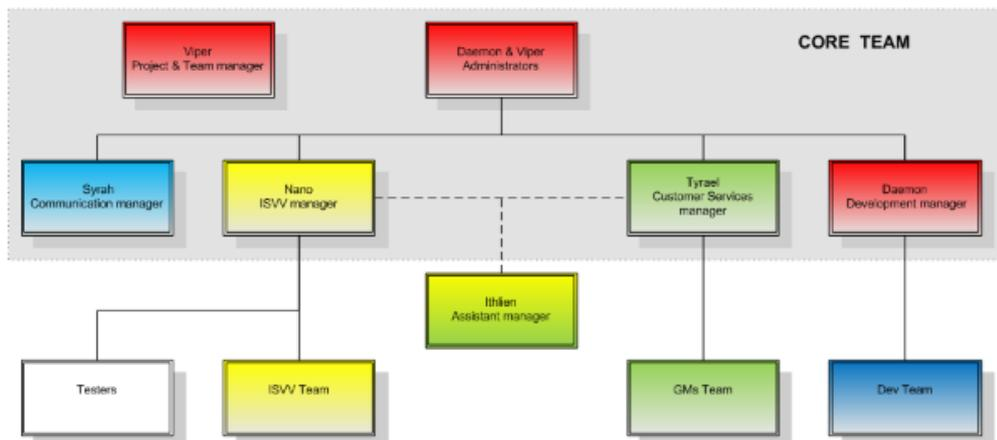 Viper
Project & Team manager
Daemon & Viper
Administrators
CORE TEAM
Syrah
Communication manager
Nano
ISVV manager
Tyrael
Customer Services
manager
Daemon
Development manager
Ithlien
Assistant manager
Testers
ISVV Team
GMs Team
Dev Team